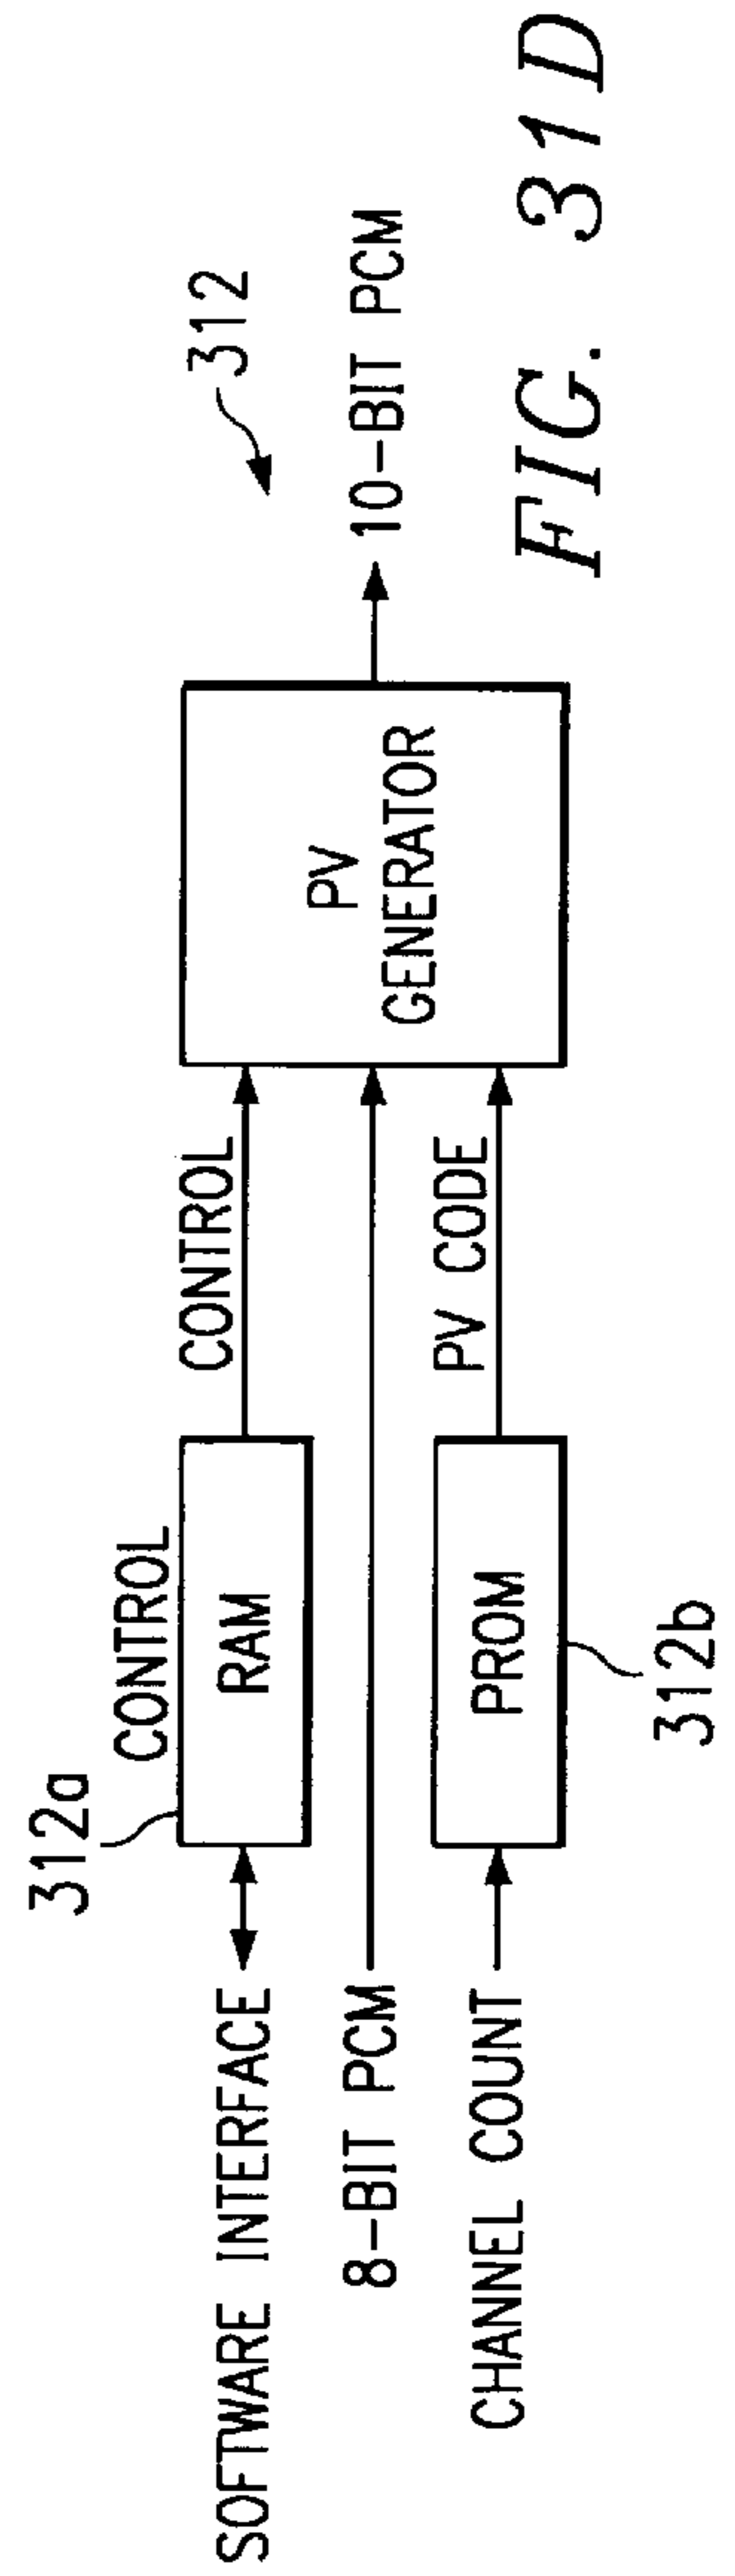 312a
CONTROL
SOFTWARE INTERFACE
RAM
CONTROL
312
8-BIT PCM
PV
GENERATOR
10-BIT PCM
CHANNEL COUNT
PROM
PV CODE
312b
FIG. 31D